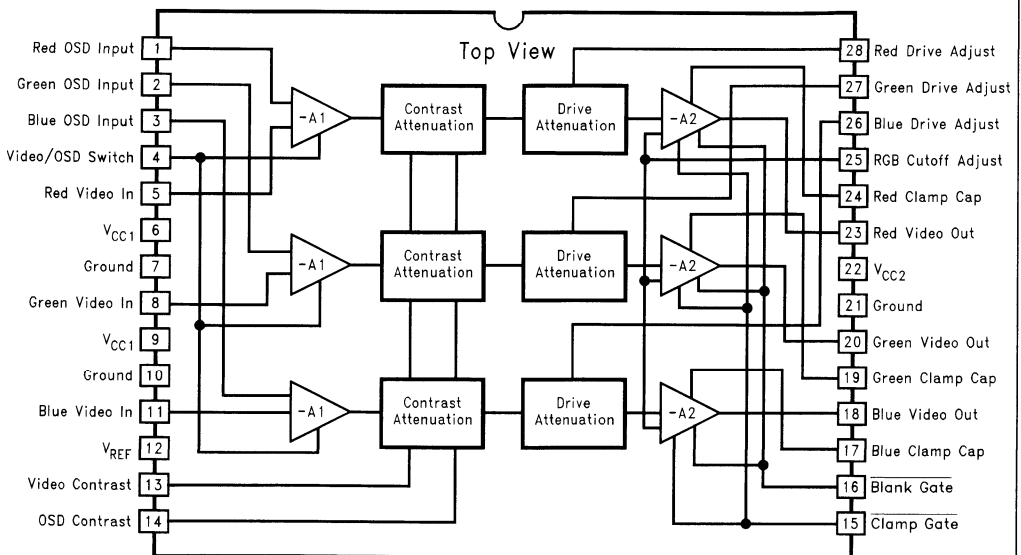 Top View
Red OSD Input 1
Green OSD Input 2
Blue OSD Input 3
Video/OSD Switch 4
Red Video In 5
VCC1 6
Ground 7
Green Video In 8
VCC1 9
Ground 10
Blue Video In 11
VREF 12
Video Contrast 13
OSD Contrast 14
-A1
Contrast
Attenuation
Drive
Attenuation
-A2
-A1
Contrast
Attenuation
Drive
Attenuation
-A2
-A1
Contrast
Attenuation
Drive
Attenuation
-A2
28 Red Drive Adjust
27 Green Drive Adjust
26 Blue Drive Adjust
25 RGB Cutoff Adjust
24 Red Clamp Cap
23 Red Video Out
22 VCC2
21 Ground
20 Green Video Out
19 Green Clamp Cap
18 Blue Video Out
17 Blue Clamp Cap
16 Blank Gate
15 Clamp Gate